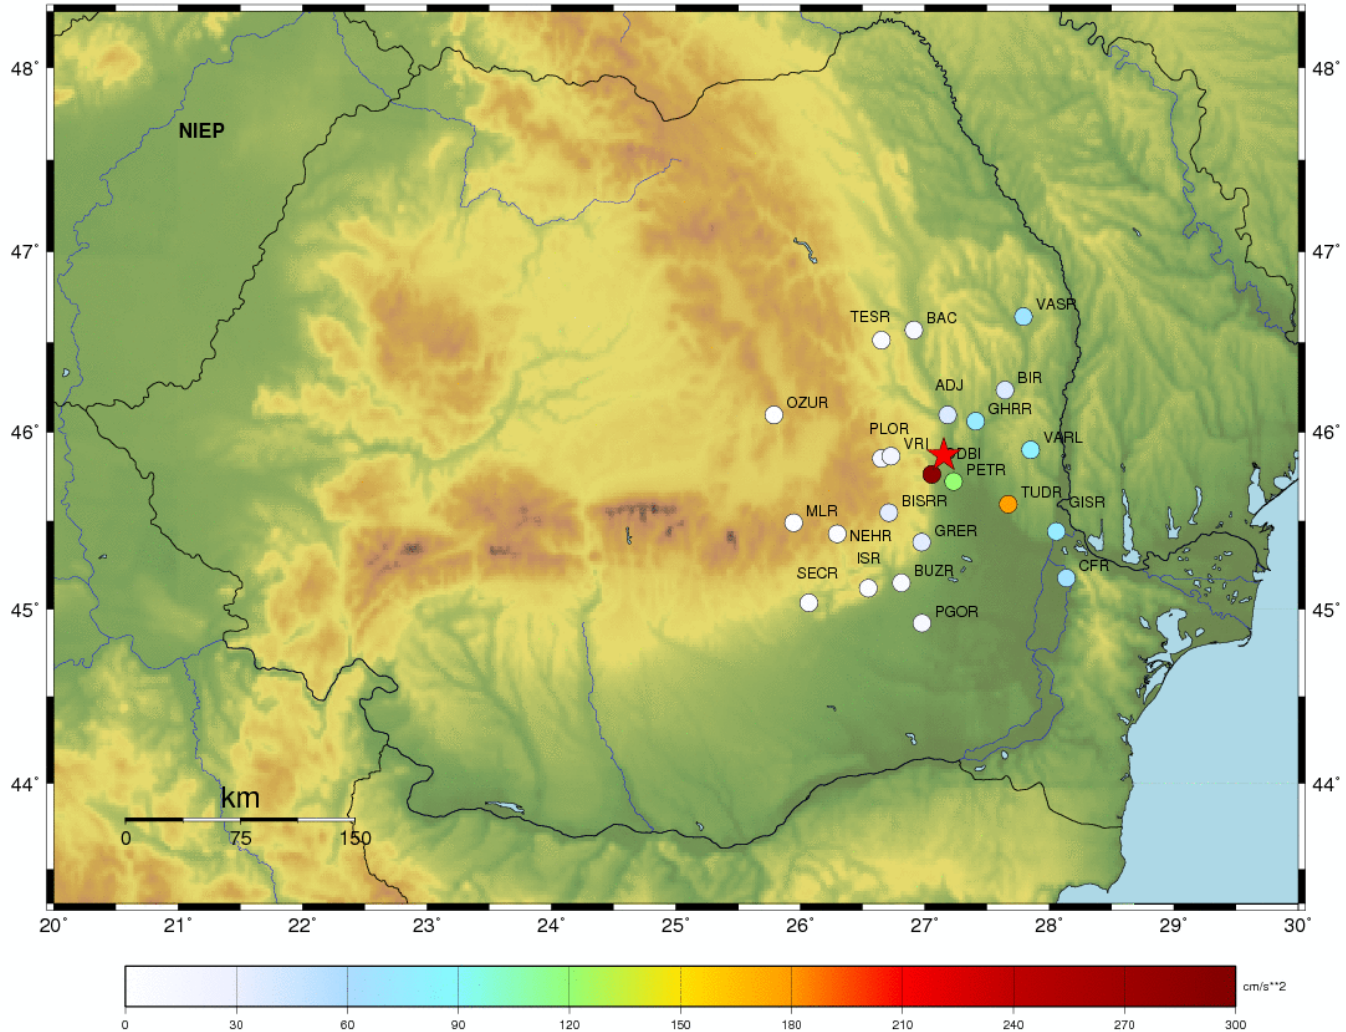 48°
48°
NIEP
47°
47°
VASR
TESR
BAC
BIR
ADJ
OZUR
GHRR
46°
46°
PLOR
VRI
VARL
DBI
PETR
TUDR
GISR
BISRR
MLR
NEHR
GRER
ISR
CFR
SECR
BUZR
45°
45°
PGOR
44°
44°
km
0
75
150
20°
21°
22°
23°
24°
25°
26°
27°
28°
29°
30°
cm/s**2
0
30
60
90
120
150
180
210
240
270
300